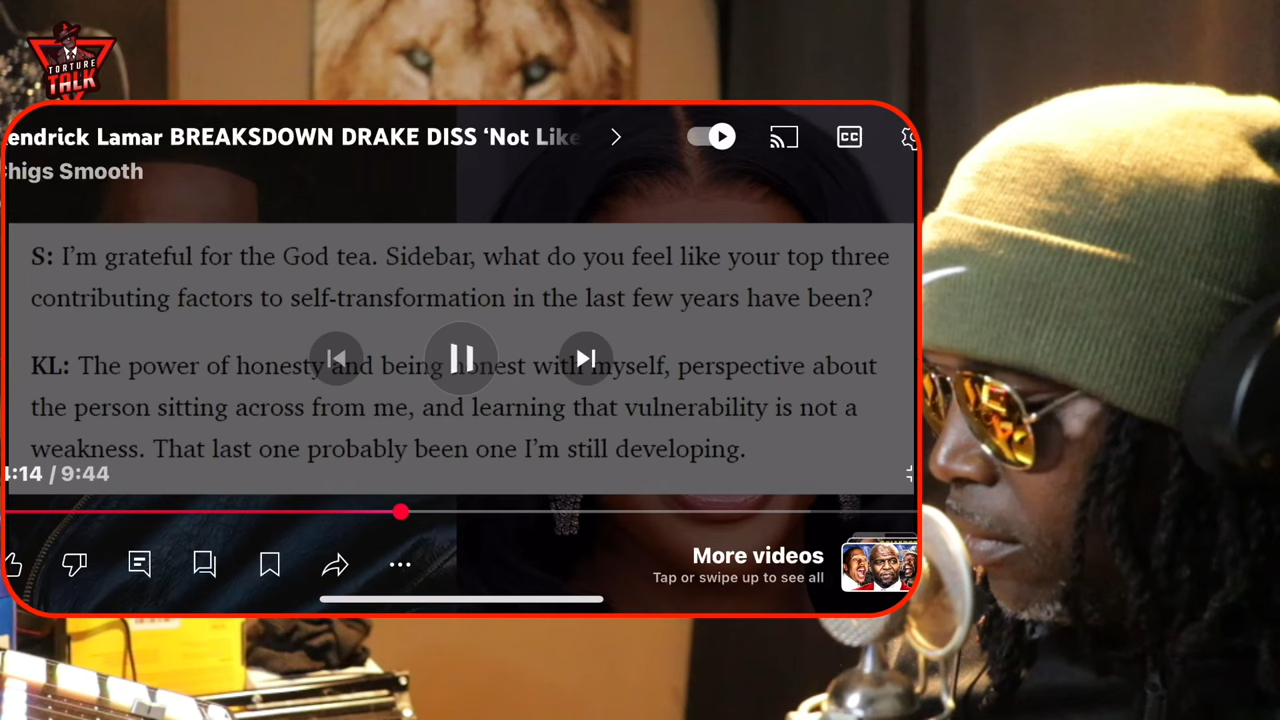 TORTURE
TALK
endrick Lamar BREAKSDOWN DRAKE DISS ‘Not Like
CC
higs Smooth
S: I’m grateful for the God tea. Sidebar, what do you feel like your top three
contributing factors to self-transformation in the last few years have been?
KL: The power of honesty and being honest with myself, perspective about
the person sitting across from me, and learning that vulnerability is not a
weakness. That last one probably been one I’m still developing.
4:14 / 9:44
More videos
Tap or swipe up to see all